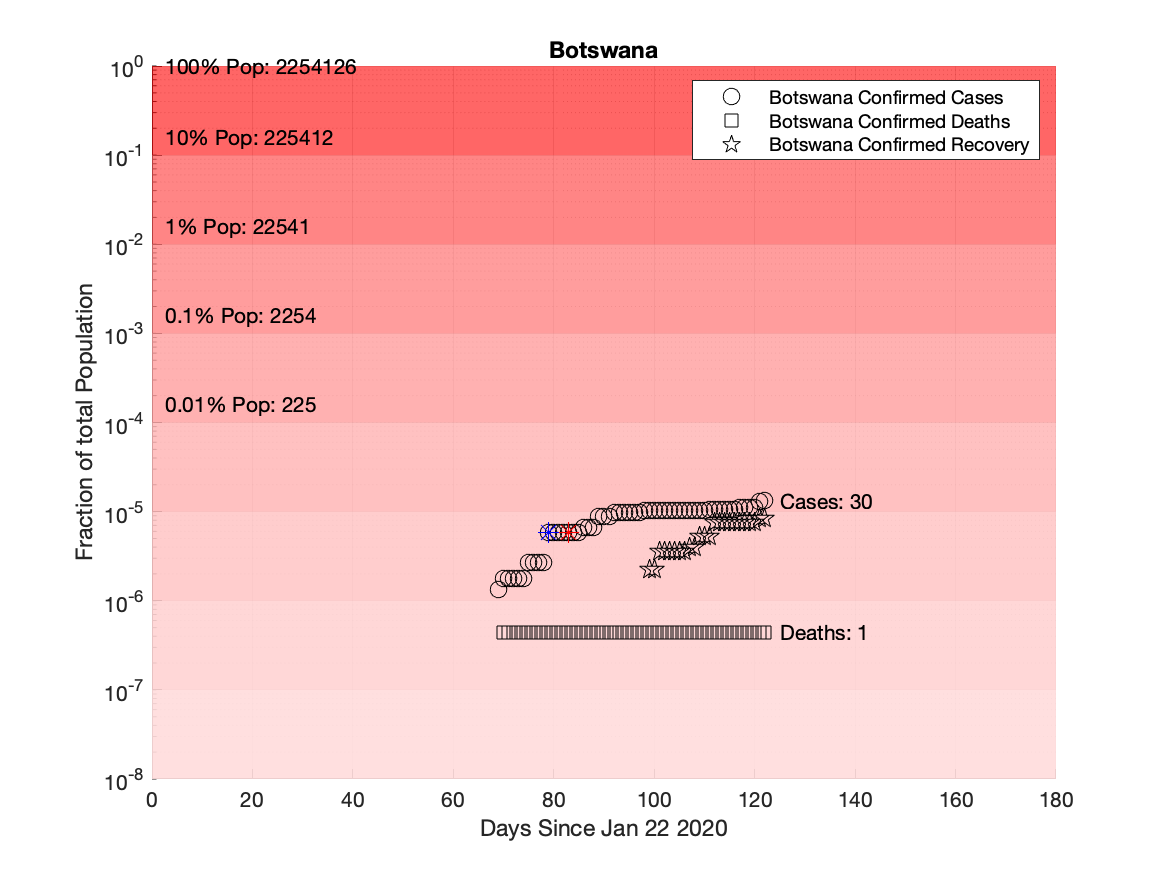 Botswana
10^0
100% Pop: 2254126
Botswana Confirmed Cases
Botswana Confirmed Deaths
Botswana Confirmed Recovery
10% Pop: 225412
10^-1
1% Pop: 22541
10^-2
0.1% Pop: 2254
10^-3
0.01% Pop: 225
10^-4
Fraction of total Population
Cases: 30
10^-5
10^-6
Deaths: 1
10^-7
10^-8
0 20 40 60 80 100 120 140 160 180
Days Since Jan 22 2020